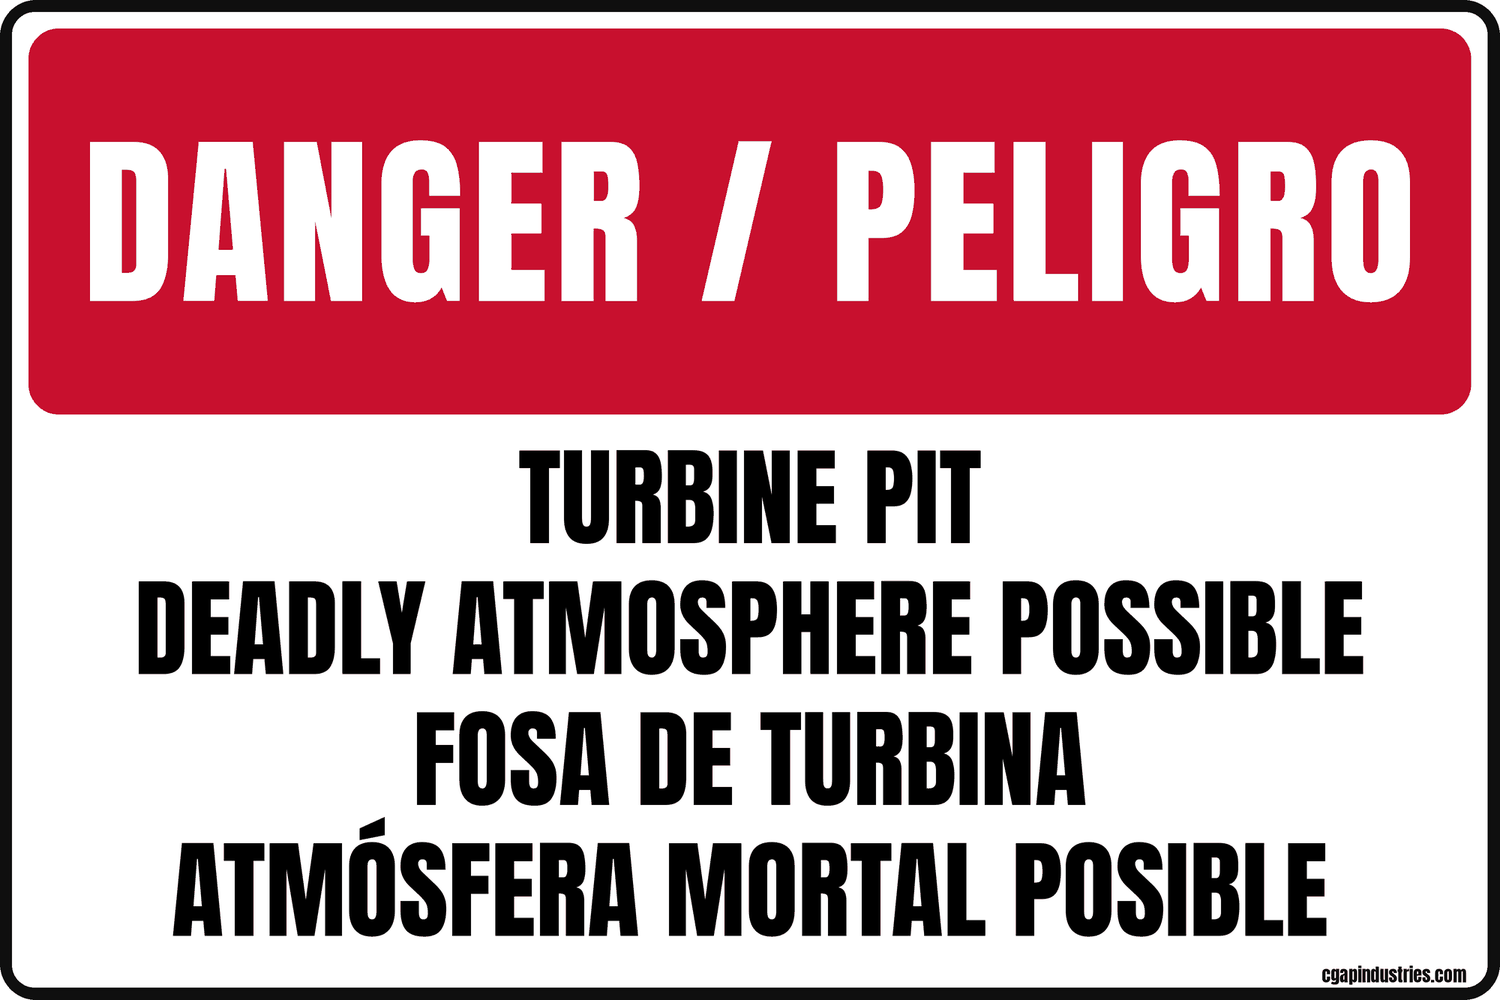 DANGER / PELIGRO
TURBINE PIT
DEADLY ATMOSPHERE POSSIBLE
FOSA DE TURBINA
ATMÓSFERA MORTAL POSIBLE
cgapindustries.com